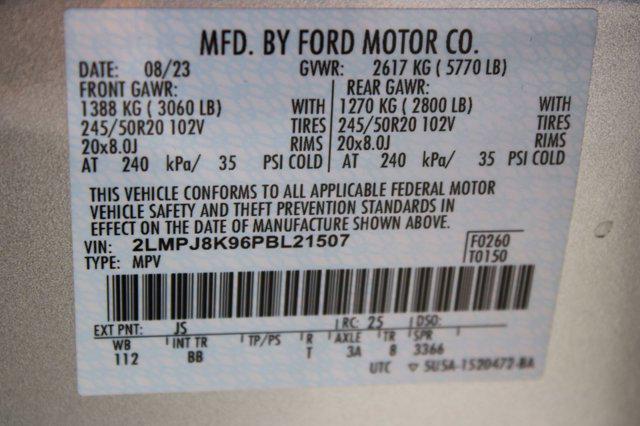 MFD. BY FORD MOTOR CO.
DATE: 08/23 GVWR: 2617 KG ( 5770 LB)
FRONT GAWR: REAR GAWR:
1388 KG ( 3060 LB) WITH 1270 KG ( 2800 LB) WITH
245/50R20 102V TIRES 245/50R20 102V TIRES
20x8.0J RIMS 20x8.0J RIMS
AT 240 kPa/ 35 PSI COLD AT 240 kPa/ 35 PSI COLD
THIS VEHICLE CONFORMS TO ALL APPLICABLE FEDERAL MOTOR
VEHICLE SAFETY AND THEFT PREVENTION STANDARDS IN
EFFECT ON THE DATE OF MANUFACTURE SHOWN ABOVE.
VIN: 2LMPJ8K96PBL21507 F0260
TYPE: MPV T0150
EXT PNT: JS RC: 25 DSO:
WB INT TR TP/PS R AXLE TR SPR
112 BB T 3A 8 3366
UTC ▽ 5U5A-1520472-BA